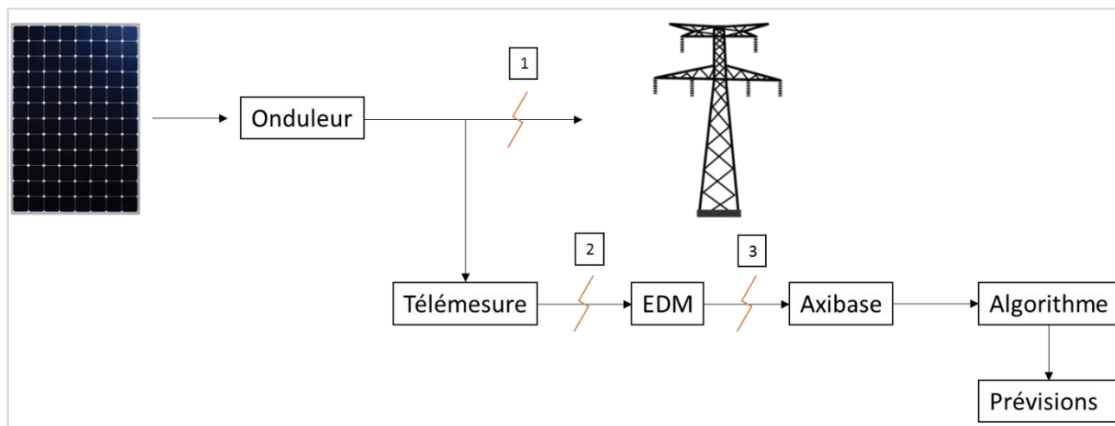 1
Onduleur
2
3
Télémesure
EDM
Axibase
Algorithme
Prévisions